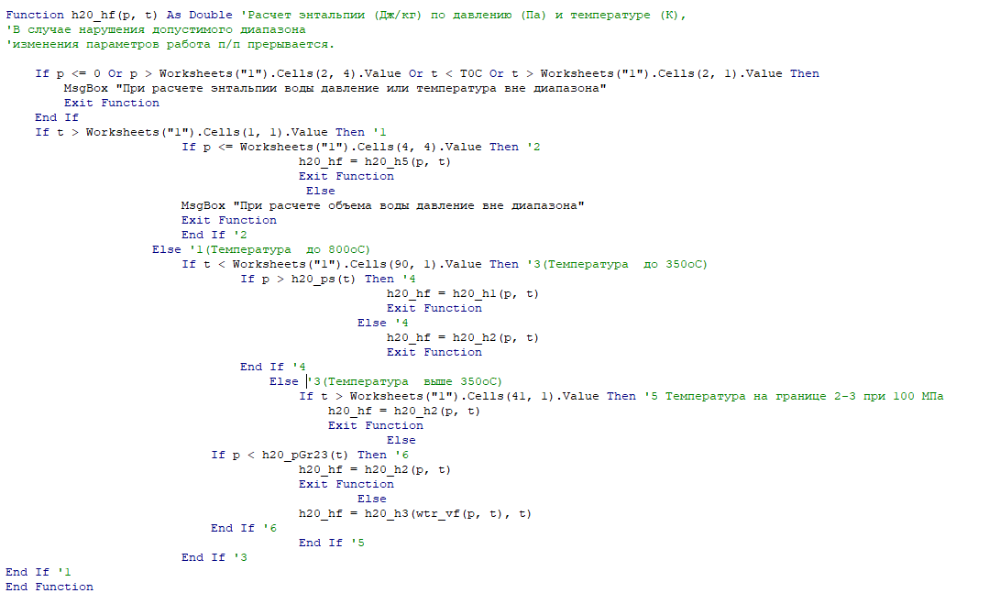 Function h20_hf(p, t) As Double 'Расчет энтальпии (Дж/кг) по давлению (Па) и температуре (К),
'В случае нарушения допустимого диапазона
'изменения параметров работа п/п прерывается.
If p <= 0 Or p > Worksheets("1").Cells(2, 4).Value Or t < T0C Or t > Worksheets("1").Cells(2, 1).Value Then
MsgBox "При расчете энтальпии воды давление или температура вне диапазона"
Exit Function
End If
If t > Worksheets("1").Cells(1, 1).Value Then '1
If p <= Worksheets("1").Cells(4, 4).Value Then '2
h20_hf = h20_h5(p, t)
Exit Function
Else
MsgBox "При расчете объема воды давление вне диапазона"
Exit Function
End If '2
Else '1(Температура  до 800оС)
If t < Worksheets("1").Cells(90, 1).Value Then '3(Температура  до 350оС)
If p > h20_ps(t) Then '4
h20_hf = h20_h1(p, t)
Exit Function
Else '4
h20_hf = h20_h2(p, t)
Exit Function
End If '4
Else '3(Температура  выше 350оС)
If t > Worksheets("1").Cells(41, 1).Value Then '5 Температура на границе 2-3 при 100 МПа
h20_hf = h20_h2(p, t)
Exit Function
Else
If p < h20_pGr23(t) Then '6
h20_hf = h20_h2(p, t)
Exit Function
Else
h20_hf = h20_h3(wtr_vf(p, t), t)
End If '6
End If '5
End If '3
End If '1
End Function